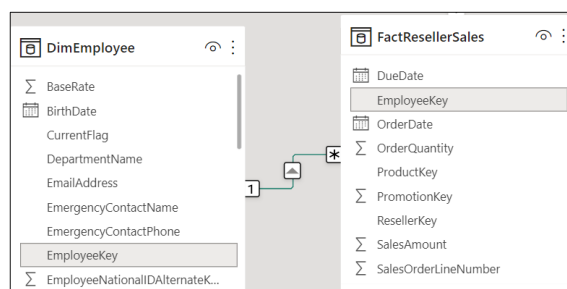 DimEmployee
Σ BaseRate
BirthDate
CurrentFlag
DepartmentName
EmailAddress
EmergencyContactName
EmergencyContactPhone
EmployeeKey
Σ EmployeeNationalIDAlternateK...
1
*
FactResellerSales
DueDate
EmployeeKey
OrderDate
Σ OrderQuantity
ProductKey
Σ PromotionKey
ResellerKey
Σ SalesAmount
Σ SalesOrderLineNumber